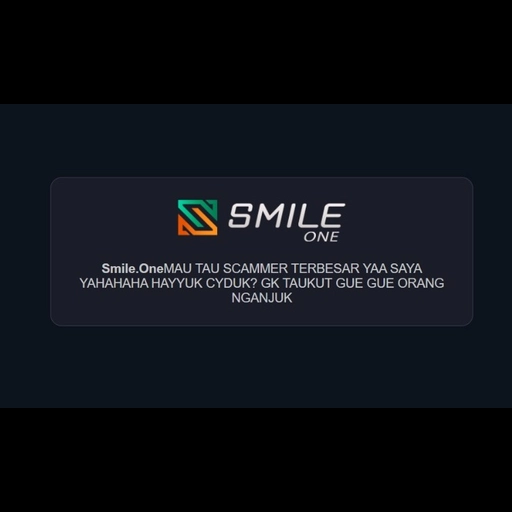 SMILE
ONE
Smile.OneMAU TAU SCAMMER TERBESAR YAA SAYA
YAHAHAHA HAYYUK CYDUK? GK TAUKUT GUE GUE ORANG
NGANJUK